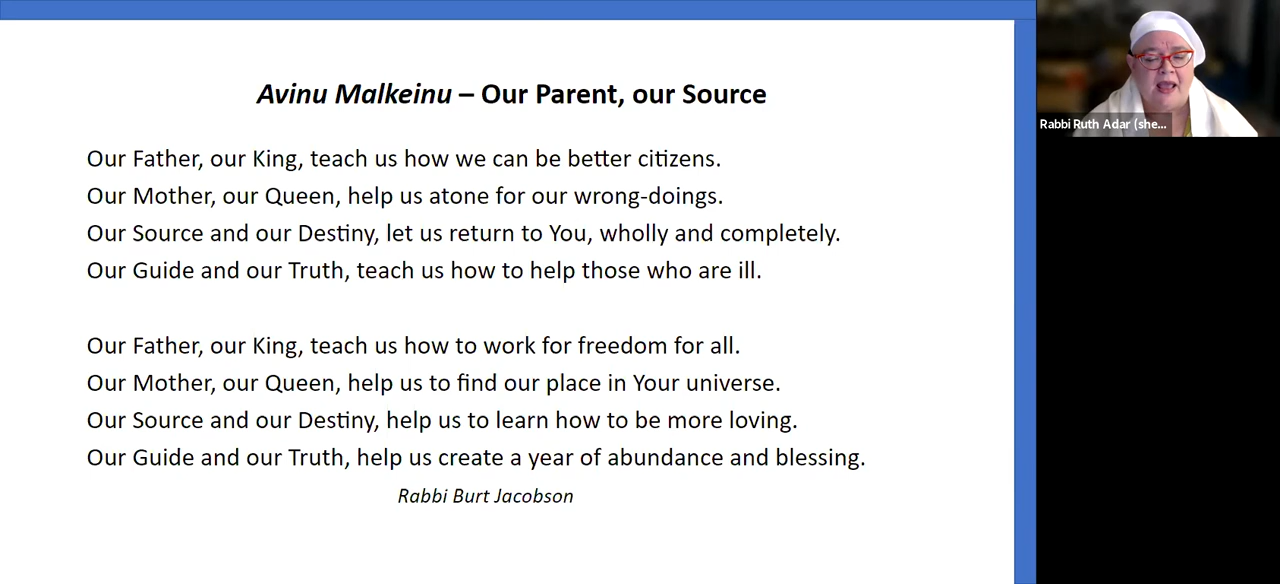 Avinu Malkeinu – Our Parent, our Source
Our Father, our King, teach us how we can be better citizens.
Our Mother, our Queen, help us atone for our wrong-doings.
Our Source and our Destiny, let us return to You, wholly and completely.
Our Guide and our Truth, teach us how to help those who are ill.
Our Father, our King, teach us how to work for freedom for all.
Our Mother, our Queen, help us to find our place in Your universe.
Our Source and our Destiny, help us to learn how to be more loving.
Our Guide and our Truth, help us create a year of abundance and blessing.
Rabbi Burt Jacobson
Rabbi Ruth Adar (she...